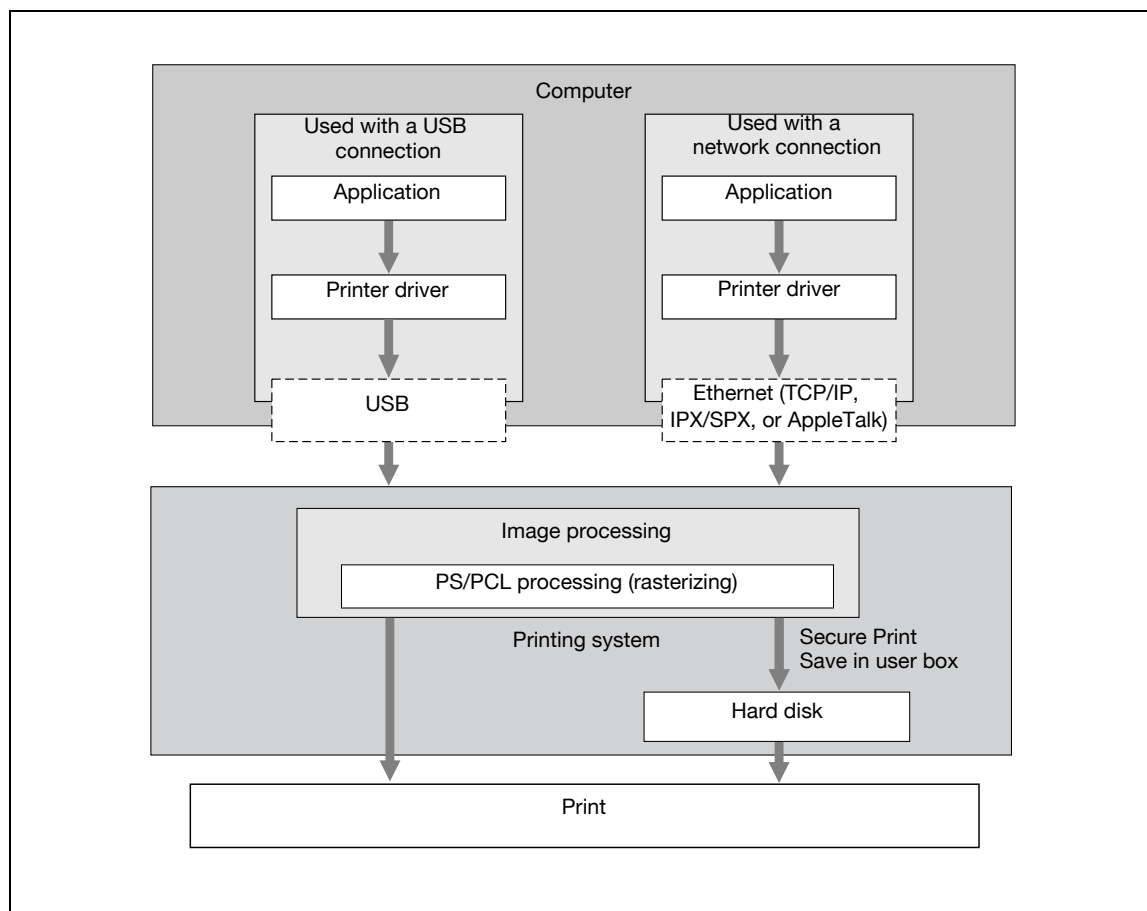 Computer
Used with a USB
connection
Application
Printer driver
USB
Used with a
network connection
Application
Printer driver
Ethernet (TCP/IP,
IPX/SPX, or AppleTalk)
Image processing
PS/PCL processing (rasterizing)
Printing system
Secure Print
Save in user box
Hard disk
Print